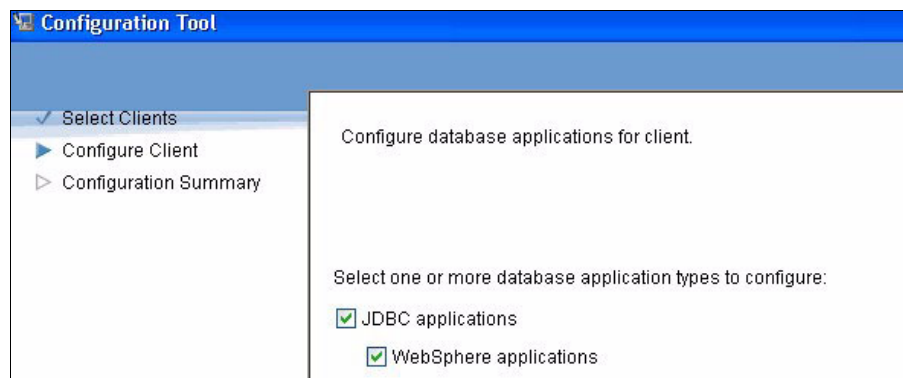 Configuration Tool
Select Clients
Configure Client
Configuration Summary
Configure database applications for client.
Select one or more database application types to configure:
JDBC applications
WebSphere applications